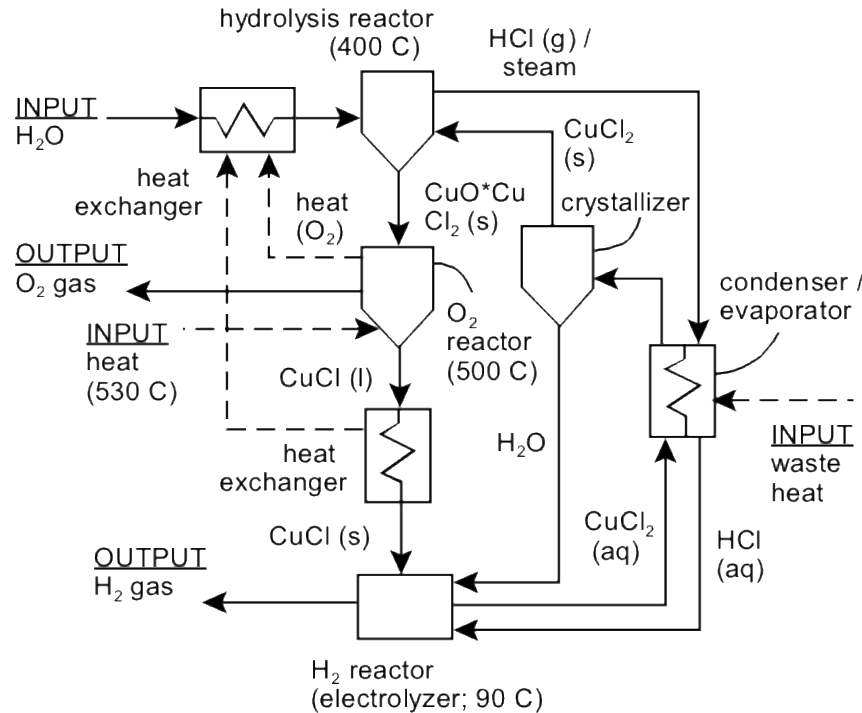 hydrolysis reactor
(400 C)
HCl (g) /
steam
INPUT
H₂O
CuCl₂
(s)
heat
exchanger
heat
(O₂)
CuO*Cu
Cl₂ (s)
crystallizer
OUTPUT
O₂ gas
condenser /
evaporator
INPUT
heat
(530 C)
O₂
reactor
(500 C)
CuCl (l)
H₂O
INPUT
waste
heat
heat
exchanger
CuCl₂
(aq)
HCl
(aq)
CuCl (s)
OUTPUT
H₂ gas
H₂ reactor
(electrolyzer; 90 C)